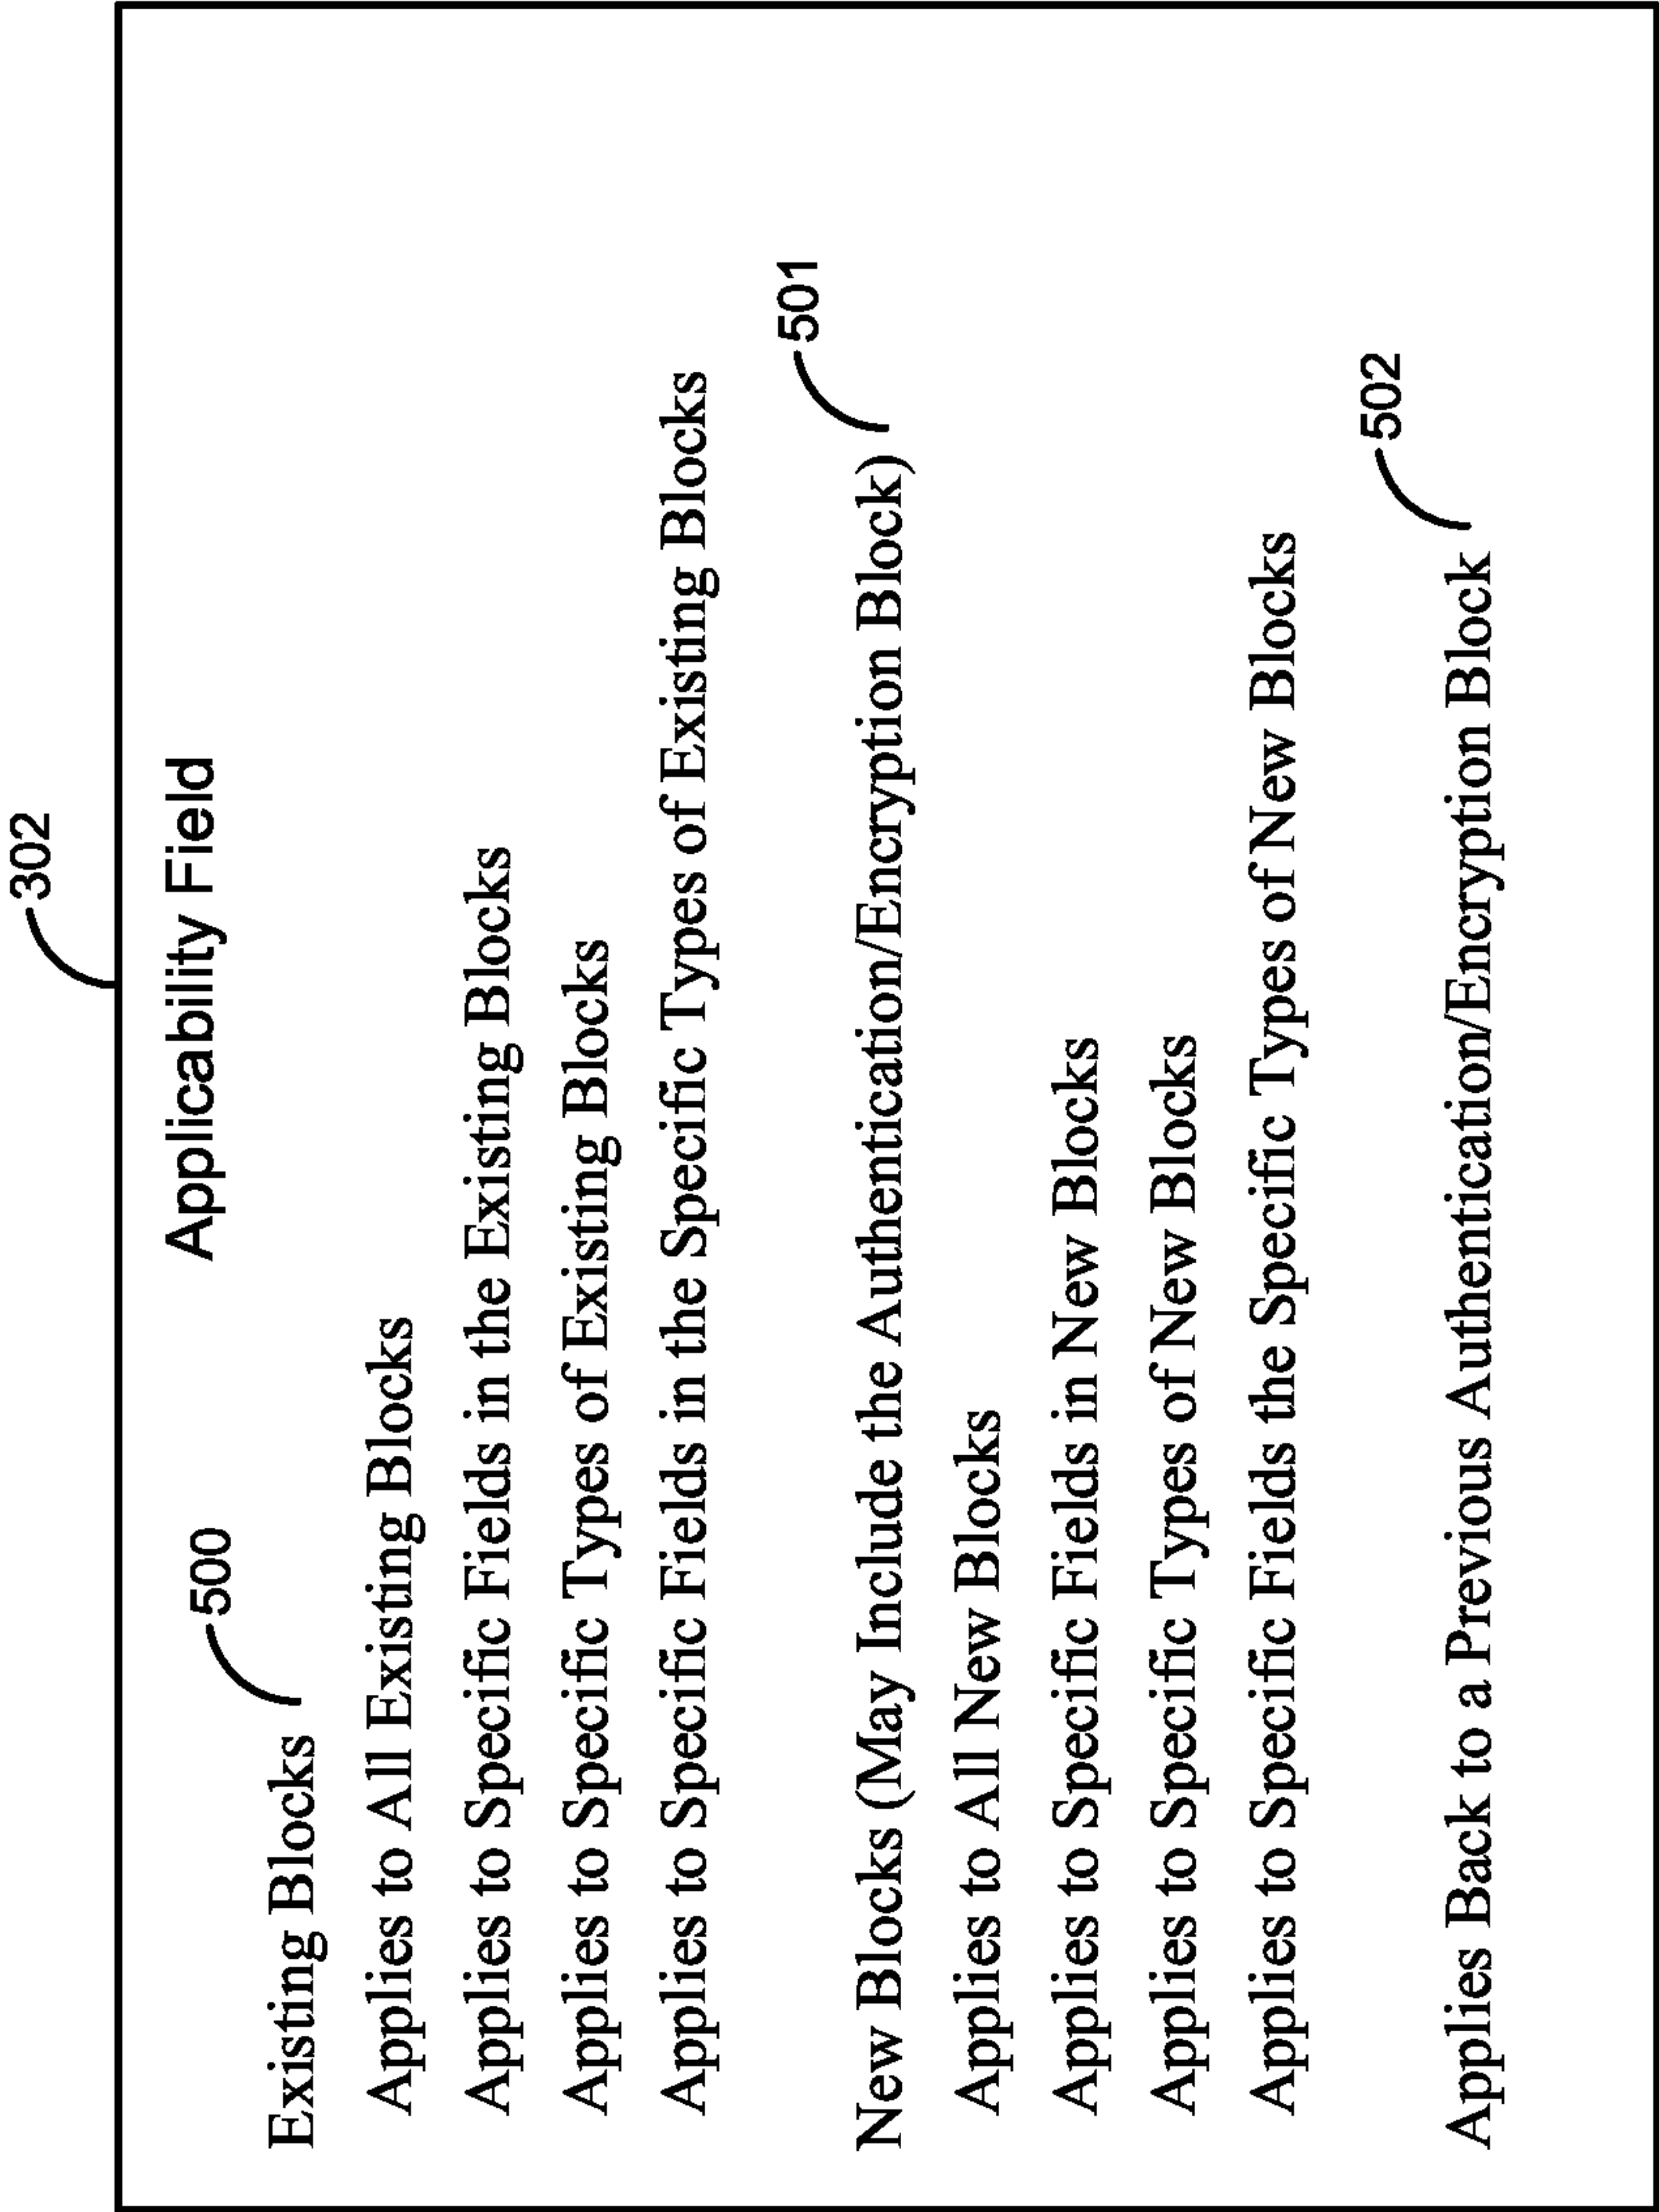 302
Applicability Field
500
Existing Blocks
Applies to All Existing Blocks
Applies to Specific Fields in the Existing Blocks
Applies to Specific Types of Existing Blocks
Applies to Specific Fields in the Specific Types of Existing Blocks
501
New Blocks (May Include the Authentication/Encryption Block)
Applies to All New Blocks
Applies to Specific Fields in New Blocks
Applies to Specific Types of New Blocks
Applies to Specific Fields the Specific Types of New Blocks
502
Applies Back to a Previous Authentication/Encryption Block